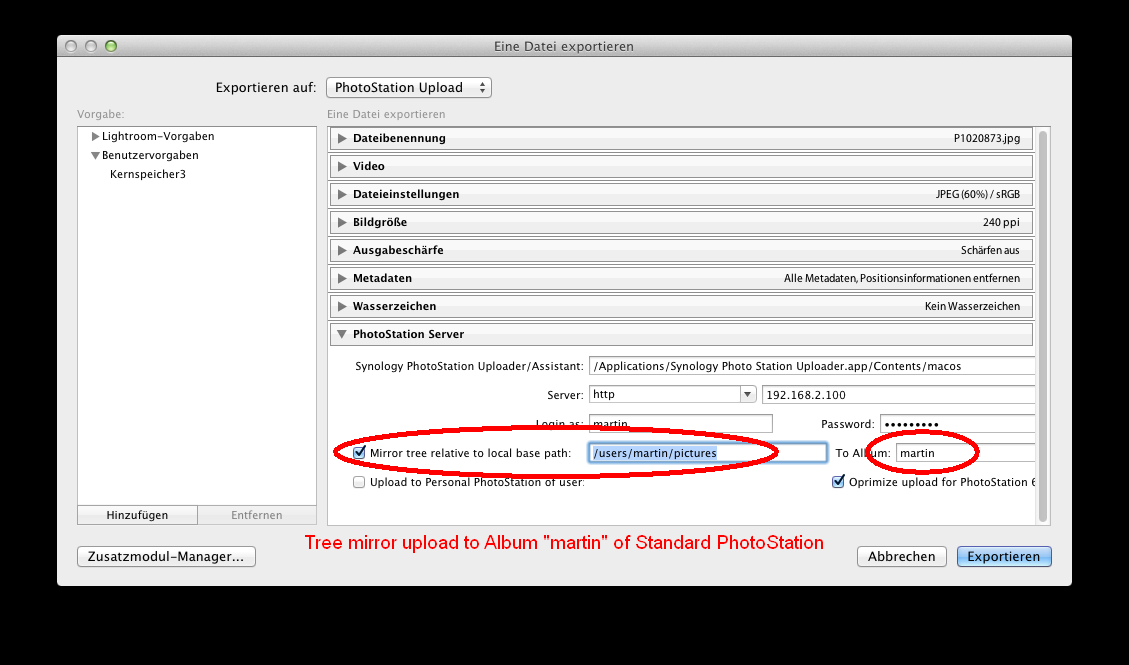 Eine Datei exportieren
Exportieren auf: PhotoStation Upload
Vorgabe: Eine Datei exportieren
Lightroom-Vorgaben
Benutzervorgaben
Kernspeicher3
Dateibenennung P1020873.jpg
Video
Dateieinstellungen JPEG (60%) / sRGB
Bildgröße 240 ppi
Ausgabeschärfe Schärfen aus
Metadaten Alle Metadaten, Positionsinformationen entfernen
Wasserzeichen Kein Wasserzeichen
PhotoStation Server
Synology PhotoStation Uploader/Assistant: /Applications/Synology Photo Station Uploader.app/Contents/macos
Server: http 192.168.2.100
Login as: martin Password: •••••••••
Mirror tree relative to local base path: /users/martin/pictures To Album: martin
Upload to Personal PhotoStation of user: Oprimize upload for PhotoStation 6
Hinzufügen Entfernen
Tree mirror upload to Album "martin" of Standard PhotoStation
Zusatzmodul-Manager... Abbrechen Exportieren